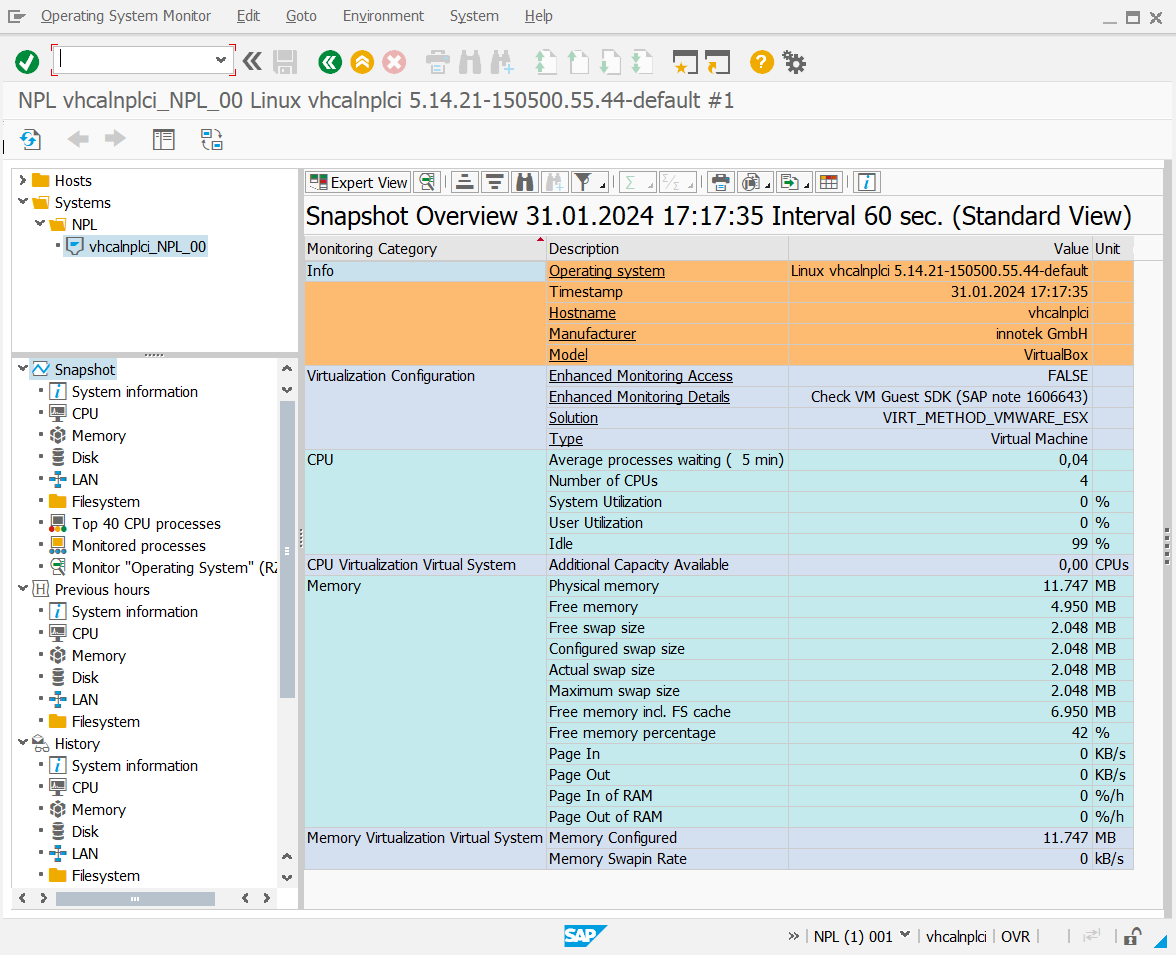 Operating System Monitor Edit Goto Environment System Help
NPL vhcalnplci_NPL_00 Linux vhcalnplci 5.14.21-150500.55.44-default #1
Hosts
Systems
NPL
vhcalnplci_NPL_00
Snapshot
System information
CPU
Memory
Disk
LAN
Filesystem
Top 40 CPU processes
Monitored processes
Monitor "Operating System" (RZ
Previous hours
System information
CPU
Memory
Disk
LAN
Filesystem
History
System information
CPU
Memory
Disk
LAN
Filesystem
Expert View
Snapshot Overview 31.01.2024 17:17:35 Interval 60 sec. (Standard View)
Monitoring Category Description Value Unit
Info Operating system Linux vhcalnplci 5.14.21-150500.55.44-default
Timestamp 31.01.2024 17:17:35
Hostname vhcalnplci
Manufacturer innotek GmbH
Model VirtualBox
Virtualization Configuration Enhanced Monitoring Access FALSE
Enhanced Monitoring Details Check VM Guest SDK (SAP note 1606643)
Solution VIRT_METHOD_VMWARE_ESX
Type Virtual Machine
CPU Average processes waiting ( 5 min) 0,04
Number of CPUs 4
System Utilization 0 %
User Utilization 0 %
Idle 99 %
CPU Virtualization Virtual System Additional Capacity Available 0,00 CPUs
Memory Physical memory 11.747 MB
Free memory 4.950 MB
Free swap size 2.048 MB
Configured swap size 2.048 MB
Actual swap size 2.048 MB
Maximum swap size 2.048 MB
Free memory incl. FS cache 6.950 MB
Free memory percentage 42 %
Page In 0 KB/s
Page Out 0 KB/s
Page In of RAM 0 %/h
Page Out of RAM 0 %/h
Memory Virtualization Virtual System Memory Configured 11.747 MB
Memory Swapin Rate 0 kB/s
SAP NPL (1) 001 vhcalnplci OVR